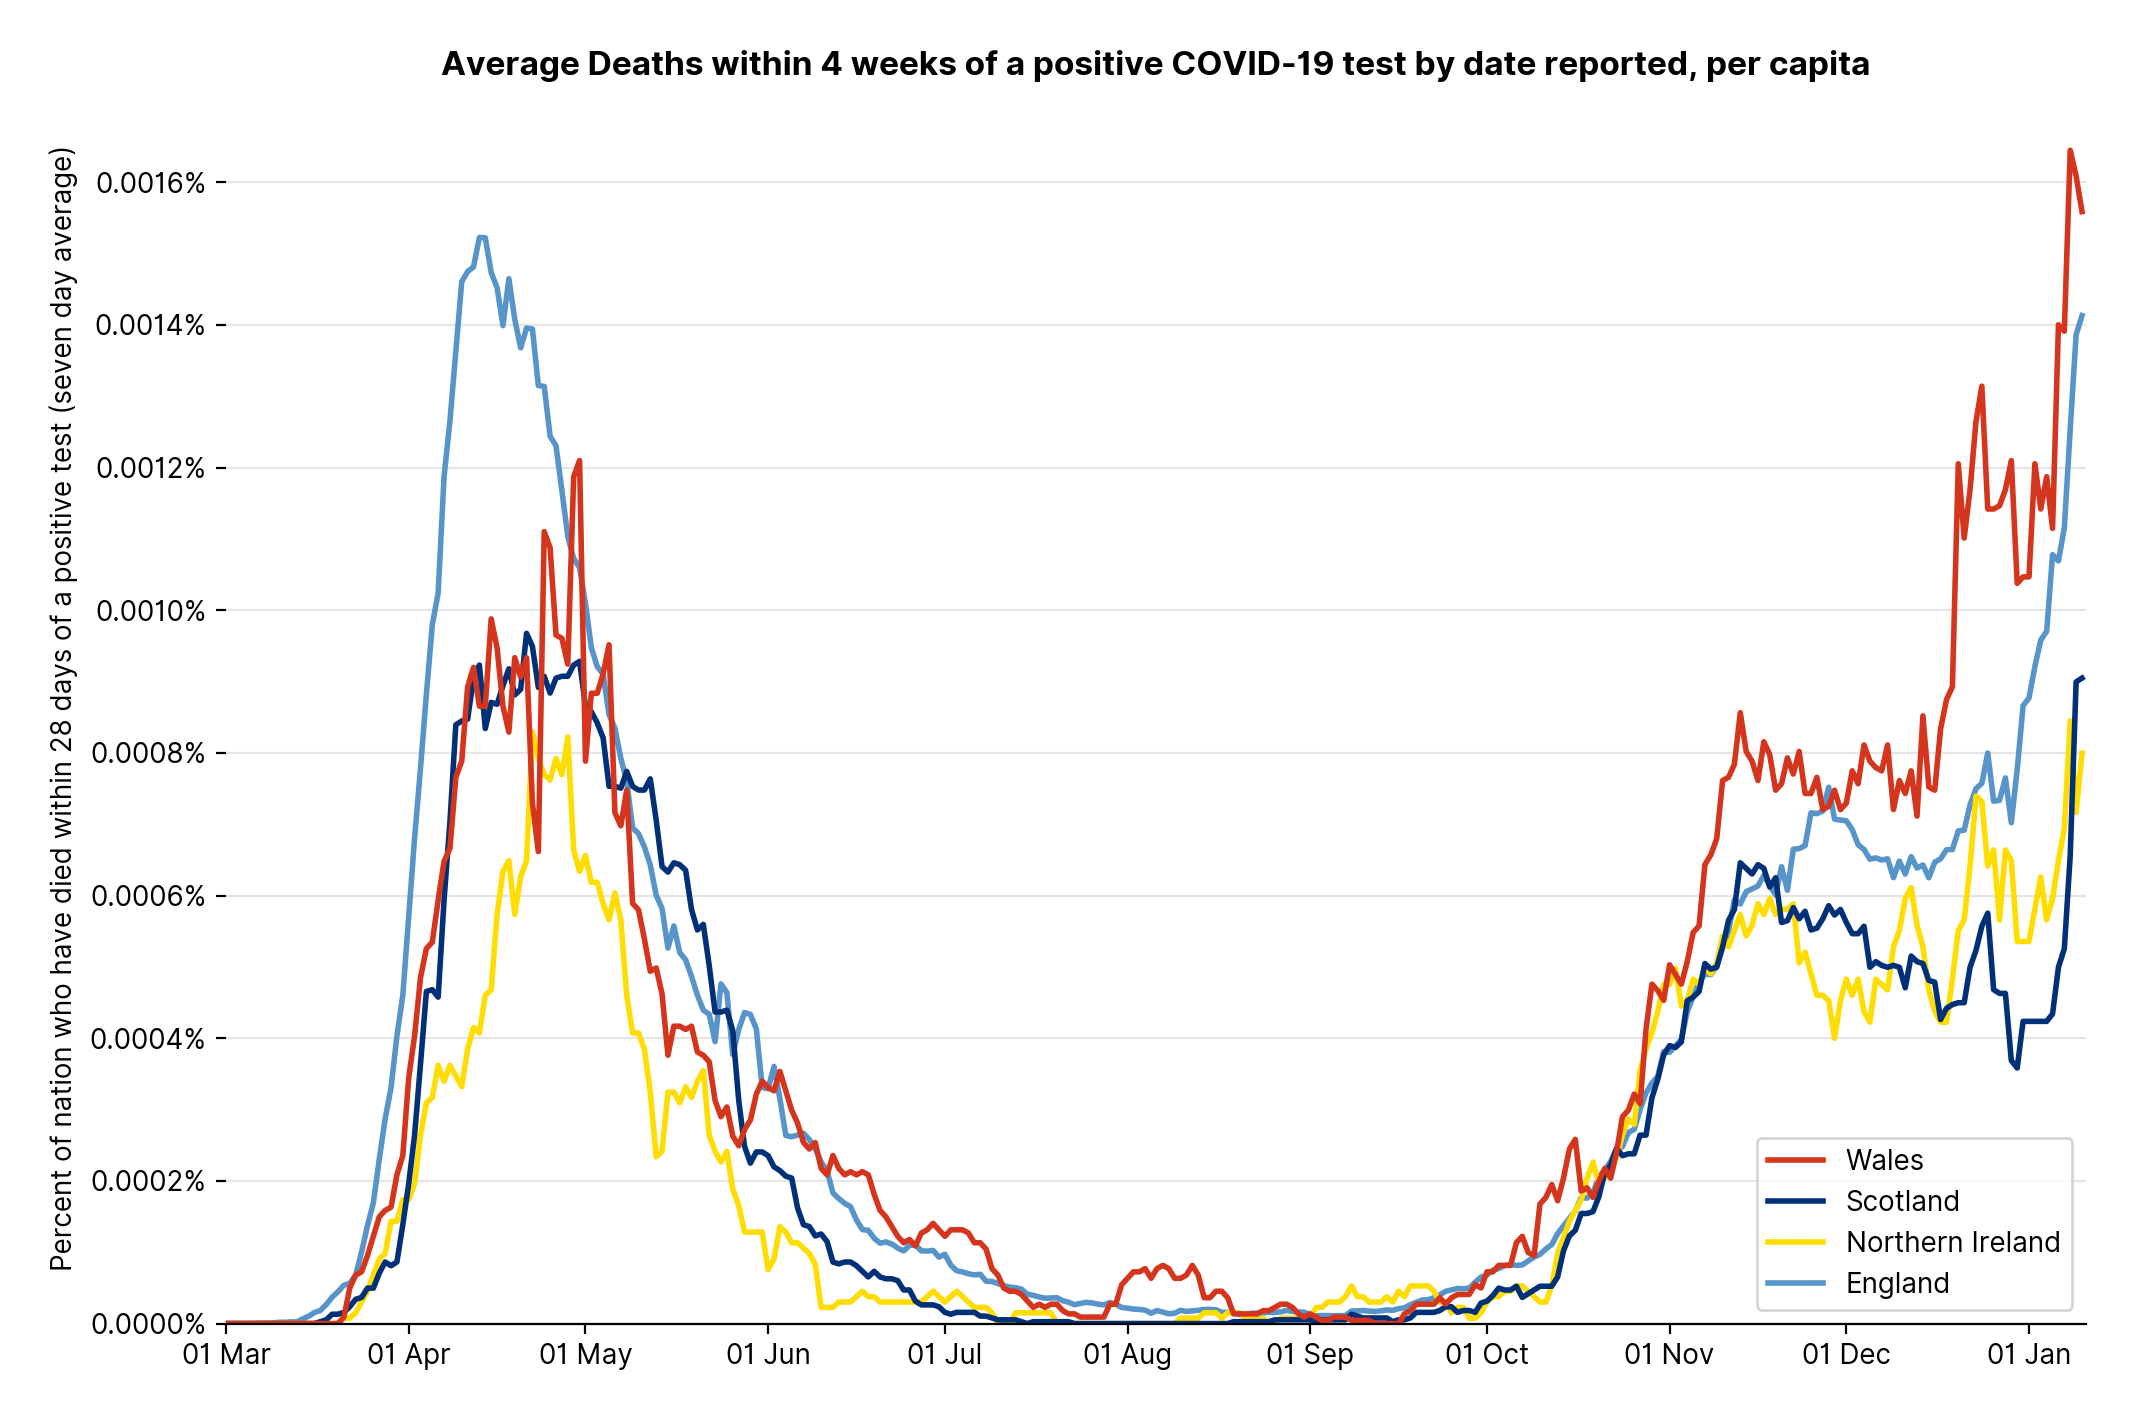 Average Deaths within 4 weeks of a positive COVID-19 test by date reported, per capita
Percent of nation who have died within 28 days of a positive test (seven day average)
0.0016%
0.0014%
0.0012%
0.0010%
0.0008%
0.0006%
0.0004%
0.0002%
0.0000%
01 Mar
01 Apr
01 May
01 Jun
01 Jul
01 Aug
01 Sep
01 Oct
01 Nov
01 Dec
01 Jan
Wales
Scotland
Northern Ireland
England